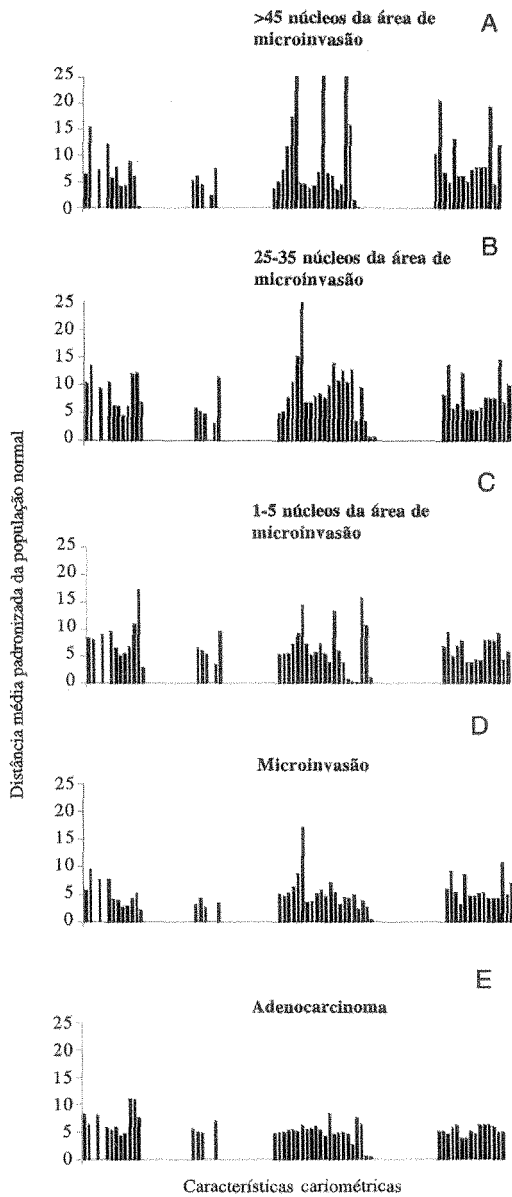 >45 núcleos da área de
microinvasão
A
25
20
15
10
5
0
25-35 núcleos da área de
microinvasão
B
25
20
15
10
5
0
1-5 núcleos da área de
microinvasão
C
25
20
15
10
5
0
Microinvasão
D
25
20
15
10
5
0
Adenocarcinoma
E
25
20
15
10
5
0
Distância média padronizada da população normal
Características cariométricas